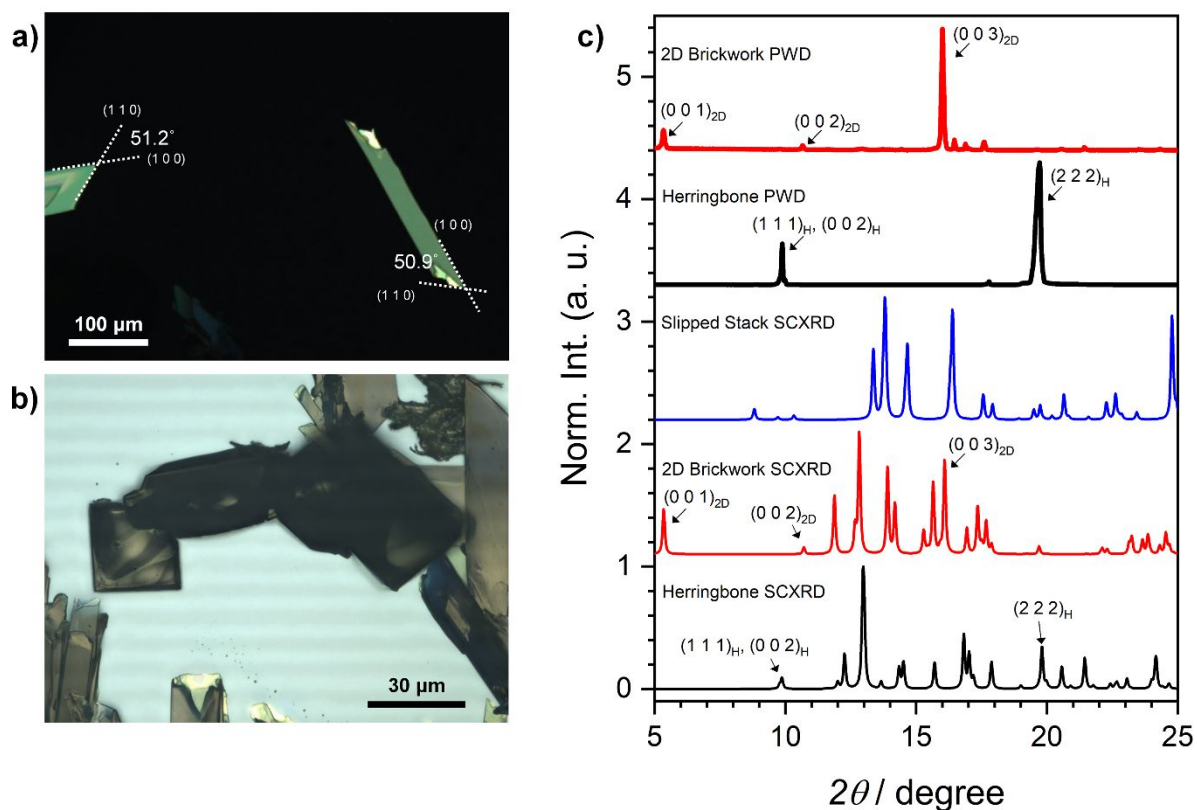 a)
(1 1 0)
51.2°
(1 0 0)
(1 0 0)
50.9°
(1 1 0)
100 µm
b)
30 µm
c)
Norm. Int. (a. u.)
5
4
3
2
1
0
2D Brickwork PWD
(0 0 1)2D
(0 0 2)2D
(0 0 3)2D
Herringbone PWD
(1 1 1)H, (0 0 2)H
(2 2 2)H
Slipped Stack SCXRD
2D Brickwork SCXRD
(0 0 1)2D
(0 0 2)2D
(0 0 3)2D
Herringbone SCXRD
(1 1 1)H, (0 0 2)H
(2 2 2)H
5 10 15 20 25
2θ / degree